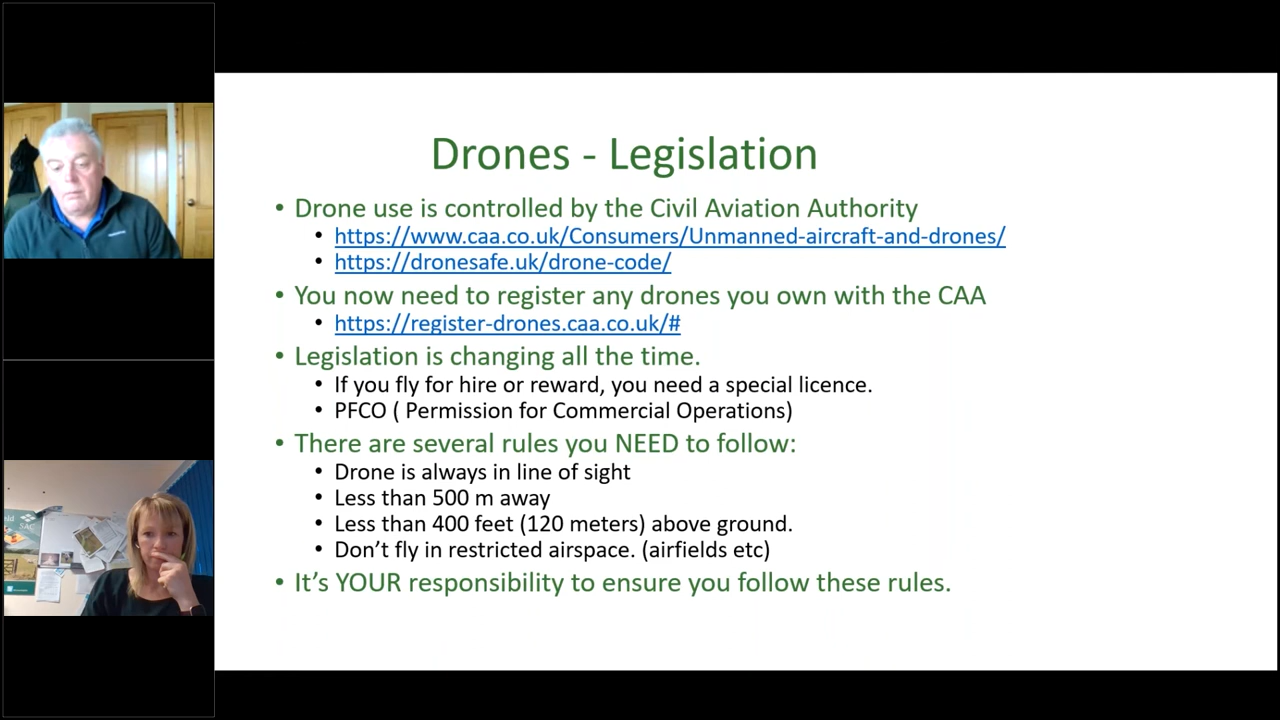 Drones - Legislation
• Drone use is controlled by the Civil Aviation Authority
• https://www.caa.co.uk/Consumers/Unmanned-aircraft-and-drones/
• https://dronesafe.uk/drone-code/
• You now need to register any drones you own with the CAA
• https://register-drones.caa.co.uk/#
• Legislation is changing all the time.
• If you fly for hire or reward, you need a special licence.
• PFCO ( Permission for Commercial Operations)
• There are several rules you NEED to follow:
• Drone is always in line of sight
• Less than 500 m away
• Less than 400 feet (120 meters) above ground.
• Don’t fly in restricted airspace. (airfields etc)
• It’s YOUR responsibility to ensure you follow these rules.
SAC